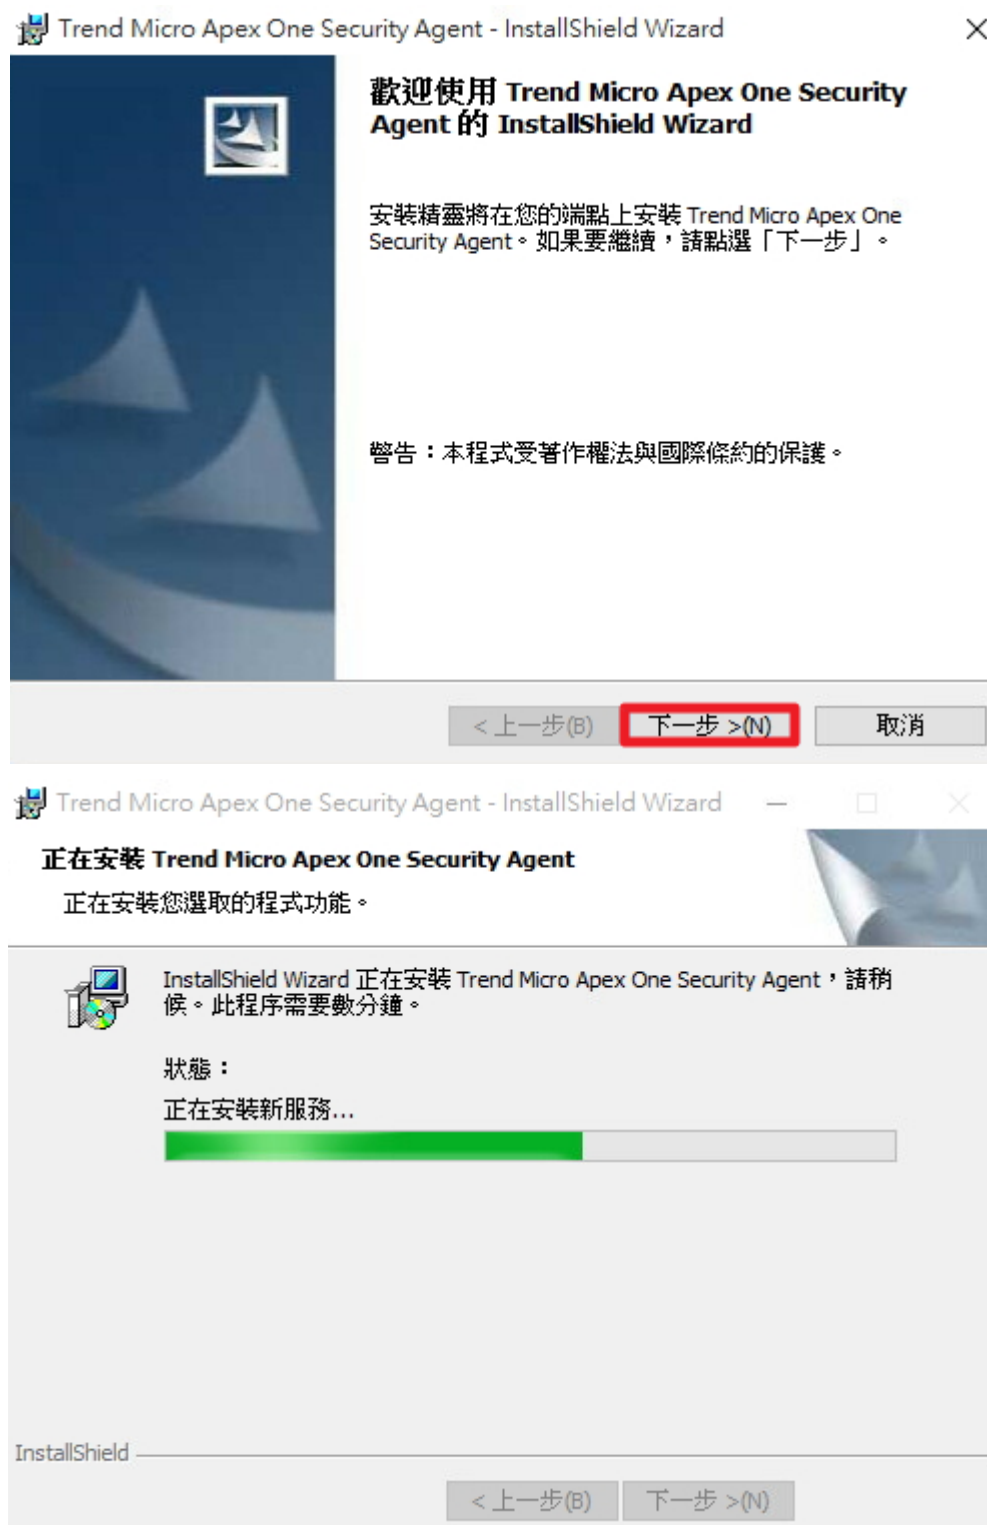 Trend Micro Apex One Security Agent - InstallShield Wizard
歡迎使用 Trend Micro Apex One Security
Agent 的 InstallShield Wizard
安裝精靈將在您的端點上安裝 Trend Micro Apex One
Security Agent。如果要繼續，請點選「下一步」。
警告：本程式受著作權法與國際條約的保護。
< 上一步(B) 下一步 >(N) 取消
Trend Micro Apex One Security Agent - InstallShield Wizard
正在安裝 Trend Micro Apex One Security Agent
正在安裝您選取的程式功能。
InstallShield Wizard 正在安裝 Trend Micro Apex One Security Agent，請稍
候。此程序需要數分鐘。
狀態：
正在安裝新服務...
InstallShield
< 上一步(B) 下一步 >(N)